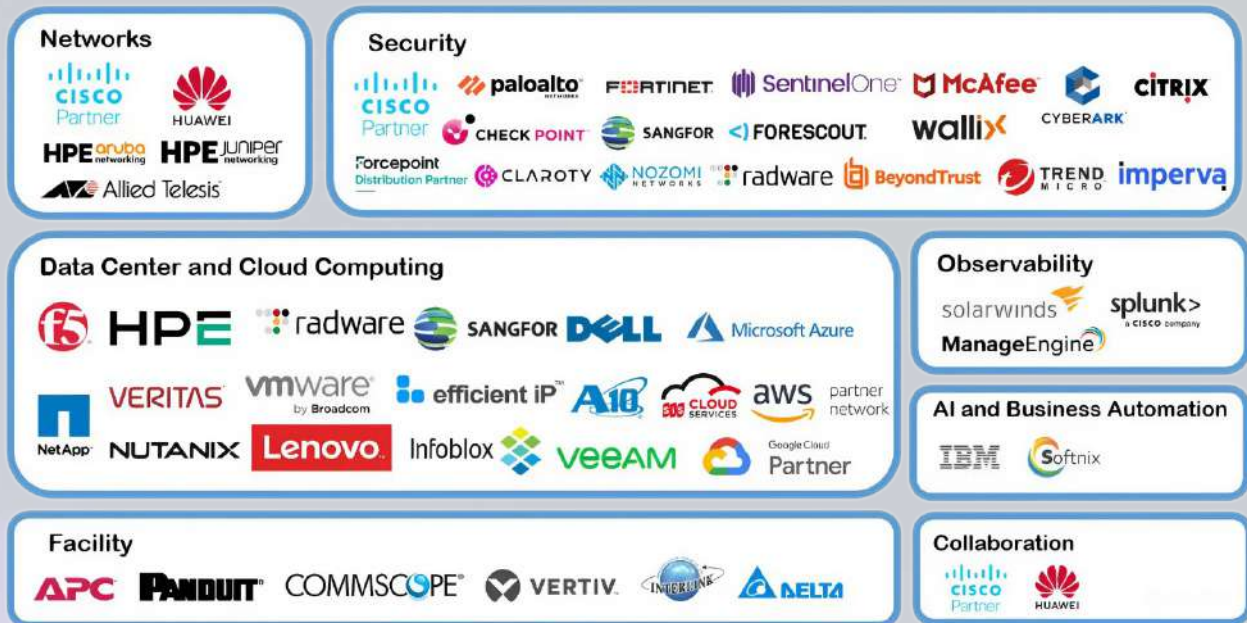 Networks
CISCO
Partner
HUAWEI
HPE aruba networking
HPE JUNIPER networking
Allied Telesis
Security
CISCO
Partner
paloalto NETWORKS
FORTINET
SentinelOne
McAfee
CYBERARK
CITRIX
CHECK POINT
SANGFOR
FORESCOUT
WALLIX
Forcepoint
Distribution Partner
CLAROTY
NOZOMI NETWORKS
radware
BeyondTrust
TREND MICRO
imperva
Data Center and Cloud Computing
f5
HPE
radware
SANGFOR
DELL
Microsoft Azure
NetApp
VERITAS
vmware
by Broadcom
efficient iP™
A10
CLOUD SERVICES
aws partner network
NUTANIX
Lenovo
Infoblox
veeAM
Google Cloud
Partner
Observability
solarwinds
splunk>
a CISCO company
ManageEngine
AI and Business Automation
IBM
Softnix
Facility
APC
PANDUIT
COMMSCOPE
VERTIV
INTERLINK
DELTA
Collaboration
CISCO
Partner
HUAWEI